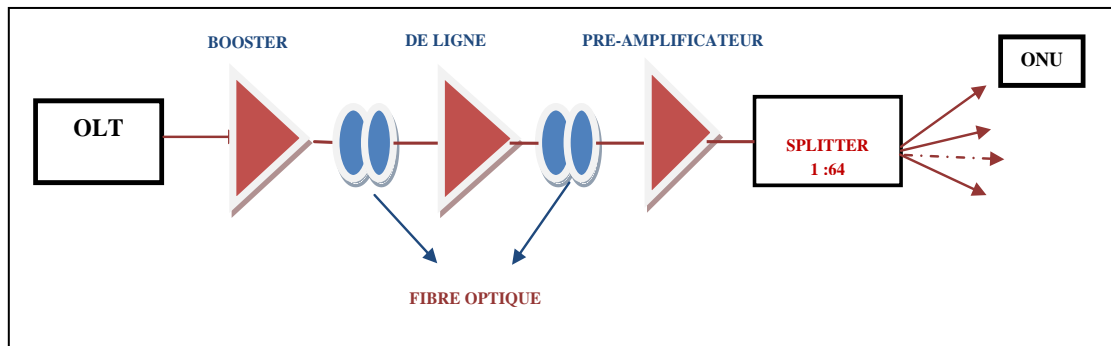 BOOSTER
DE LIGNE
PRE-AMPLIFICATEUR
ONU
OLT
SPLITTER
1 :64
FIBRE OPTIQUE